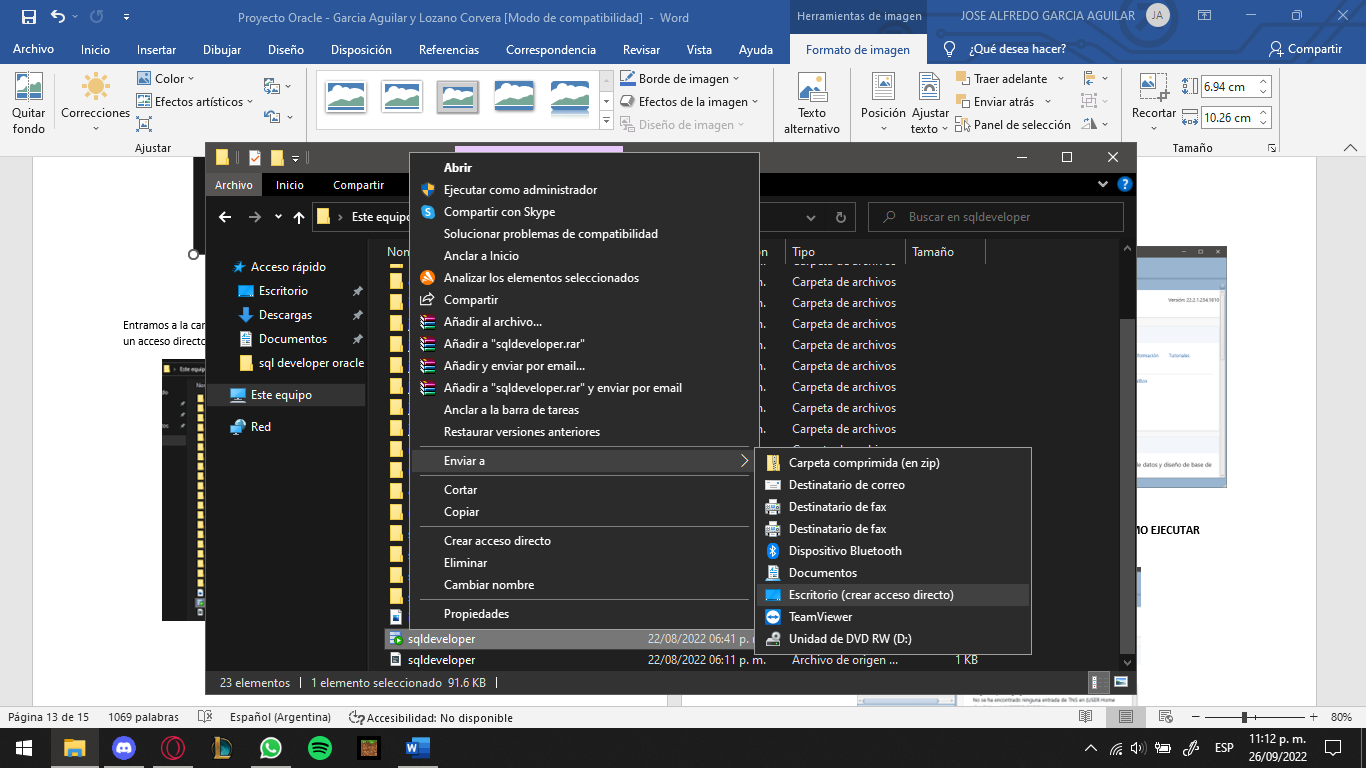 Proyecto Oracle - Garcia Aguilar y Lozano Corvera [Modo de compatibilidad] - Word
Herramientas de imagen
JOSE ALFREDO GARCIA AGUILAR
JA
Archivo Inicio Insertar Dibujar Diseño Disposición Referencias Correspondencia Revisar Vista Ayuda Formato de imagen ¿Qué desea hacer? Compartir
Quitar fondo
Correcciones
Color
Efectos artísticos
Ajustar
Borde de imagen
Efectos de la imagen
Diseño de imagen
Texto alternativo
Posición
Ajustar texto
Traer adelante
Enviar atrás
Panel de selección
Recortar
6.94 cm
10.26 cm
Tamaño
Archivo Inicio Compartir
Este equipo
Buscar en sqldeveloper
Tipo
Tamaño
Acceso rápido
Escritorio
Descargas
Documentos
sql developer oracle
Este equipo
Red
Carpeta de archivos
Carpeta de archivos
Carpeta de archivos
Carpeta de archivos
Carpeta de archivos
Carpeta de archivos
Carpeta de archivos
Carpeta de archivos
Abrir
Ejecutar como administrador
Compartir con Skype
Solucionar problemas de compatibilidad
Anclar a Inicio
Analizar los elementos seleccionados
Compartir
Añadir al archivo...
Añadir a "sqldeveloper.rar"
Añadir y enviar por email...
Añadir a "sqldeveloper.rar" y enviar por email
Anclar a la barra de tareas
Restaurar versiones anteriores
Enviar a
Cortar
Copiar
Crear acceso directo
Eliminar
Cambiar nombre
Propiedades
Carpeta comprimida (en zip)
Destinatario de correo
Destinatario de fax
Destinatario de fax
Dispositivo Bluetooth
Documentos
Escritorio (crear acceso directo)
TeamViewer
Unidad de DVD RW (D:)
sqldeveloper 22/08/2022 06:41 p.
sqldeveloper 22/08/2022 06:11 p. m. Archivo de origen ... 1 KB
23 elementos 1 elemento seleccionado 91.6 KB
Entramos a la
un acceso
Tutoriales
de datos y diseño de base de
EJECUTAR
Página 13 de 15 1069 palabras Español (Argentina) Accesibilidad: No disponible 80%
ESP
11:12 p. m.
26/09/2022